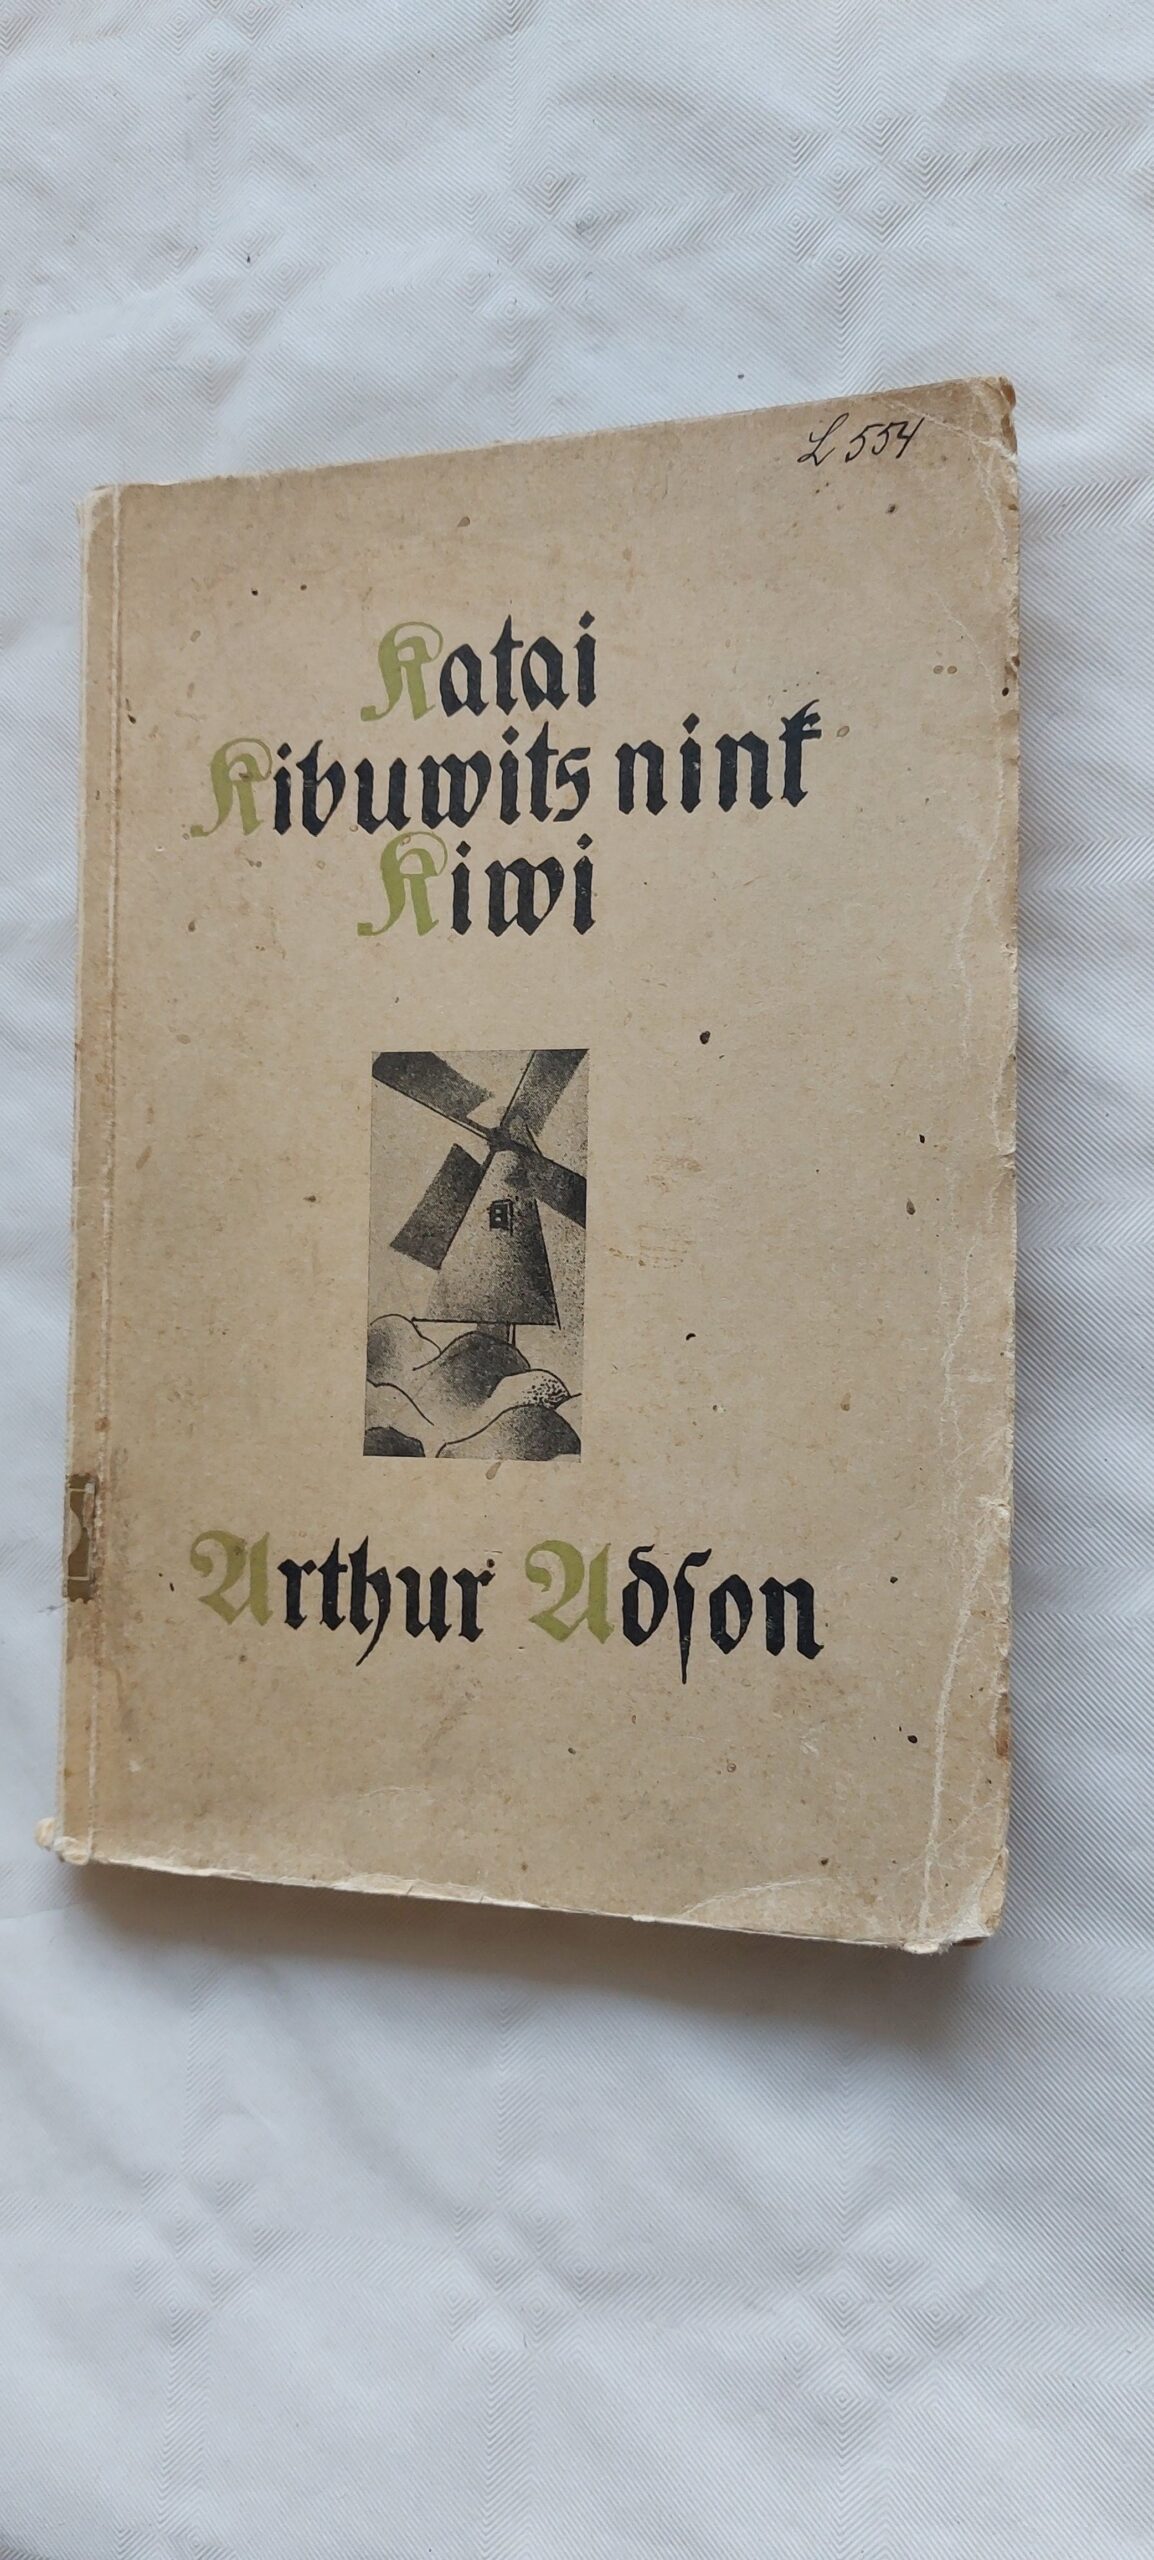 L 554
Katai
Kibuwits nink
Kiwi
Arthur Adſon